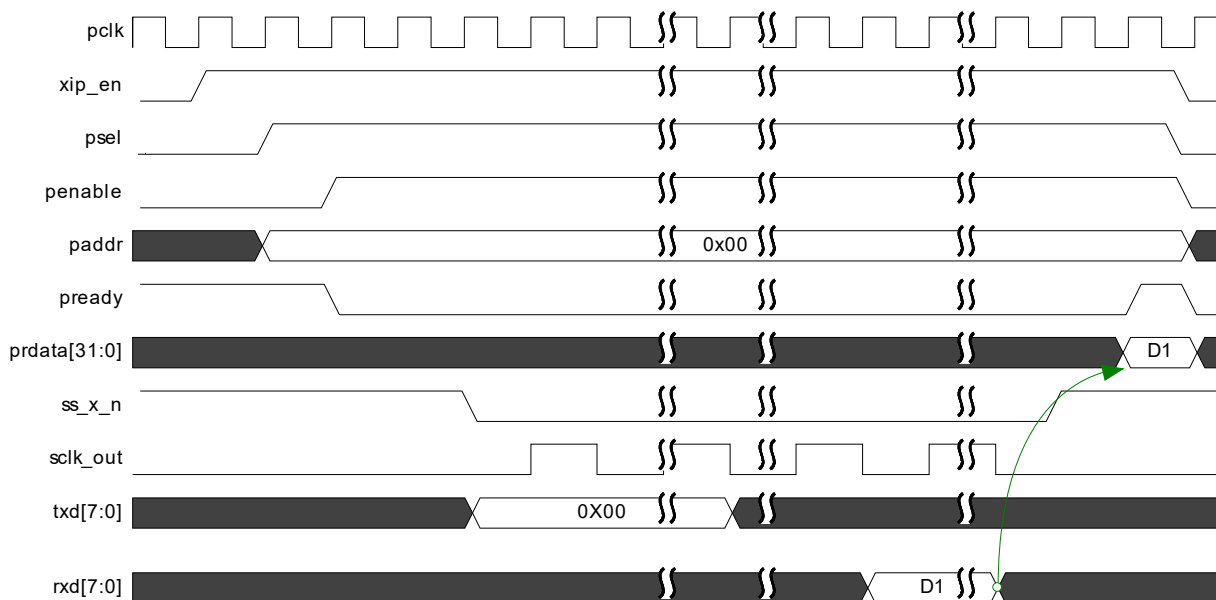 pclk
xip_en
psel
penable
paddr 0x00
pready
prdata[31:0] D1
ss_x_n
sclk_out
txd[7:0] 0X00
rxd[7:0] D1